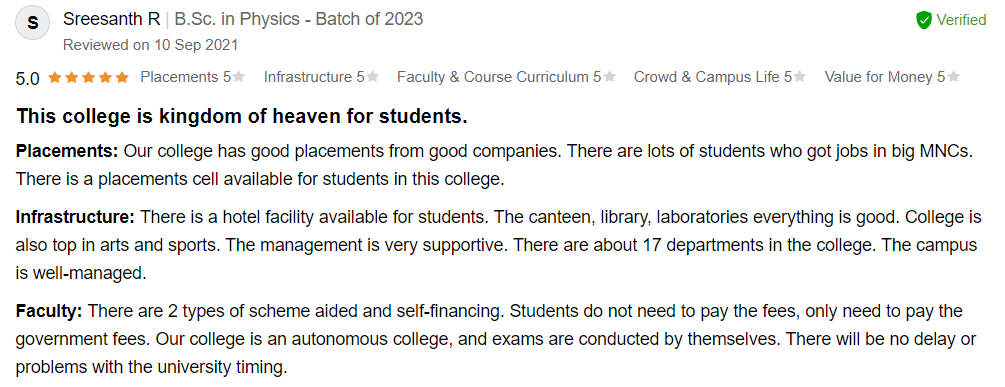 S
Sreesanth R | B.Sc. in Physics - Batch of 2023
Verified
Reviewed on 10 Sep 2021
5.0 Placements 5 Infrastructure 5 Faculty & Course Curriculum 5 Crowd & Campus Life 5 Value for Money 5
This college is kingdom of heaven for students.
Placements: Our college has good placements from good companies. There are lots of students who got jobs in big MNCs.
There is a placements cell available for students in this college.
Infrastructure: There is a hotel facility available for students. The canteen, library, laboratories everything is good. College is
also top in arts and sports. The management is very supportive. There are about 17 departments in the college. The campus
is well-managed.
Faculty: There are 2 types of scheme aided and self-financing. Students do not need to pay the fees, only need to pay the
government fees. Our college is an autonomous college, and exams are conducted by themselves. There will be no delay or
problems with the university timing.